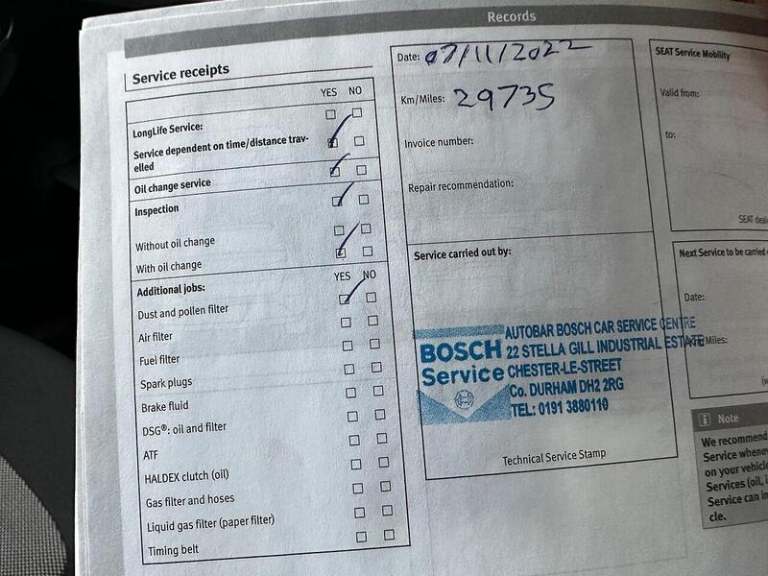 Records
Service receipts
YES NO
LongLife Service:
Service dependent on time/distance trav-
elled
Oil change service
Inspection
Without oil change
With oil change
Additional jobs:
YES NO
Dust and pollen filter
Air filter
Fuel filter
Spark plugs
Brake fluid
DSG®: oil and filter
ATF
HALDEX clutch (oil)
Gas filter and hoses
Liquid gas filter (paper filter)
Timing belt
Date: 07/11/2022
Km/Miles: 29735
Invoice number:
Repair recommendation:
Service carried out by:
BOSCH
Service
AUTOBAR BOSCH CAR SERVICE CENTRE
22 STELLA GILL INDUSTRIAL ESTATE
CHESTER-LE-STREET
Co. DURHAM DH2 2RG
TEL: 0191 3880110
Technical Service Stamp
SEAT Service Mobility
Valid from:
to:
SEAT
Next Service to be carried
Date:
Miles:
Note
We recommend
Service
on your
Services (oil,
Service can
cle.